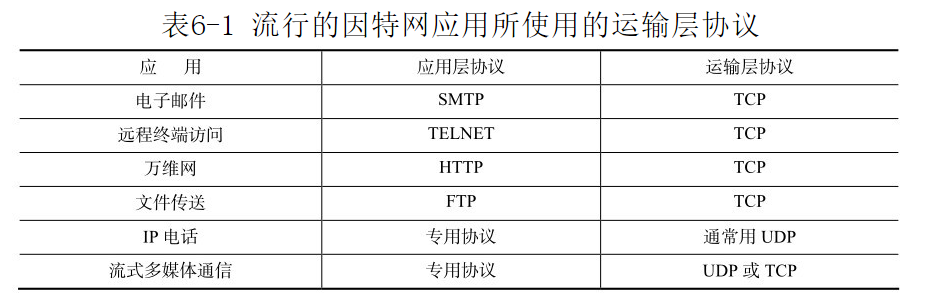 表6-1 流行的因特网应用所使用的运输层协议
应 用 应用层协议 运输层协议
电子邮件 SMTP TCP
远程终端访问 TELNET TCP
万维网 HTTP TCP
文件传送 FTP TCP
IP 电话 专用协议 通常用 UDP
流式多媒体通信 专用协议 UDP 或 TCP